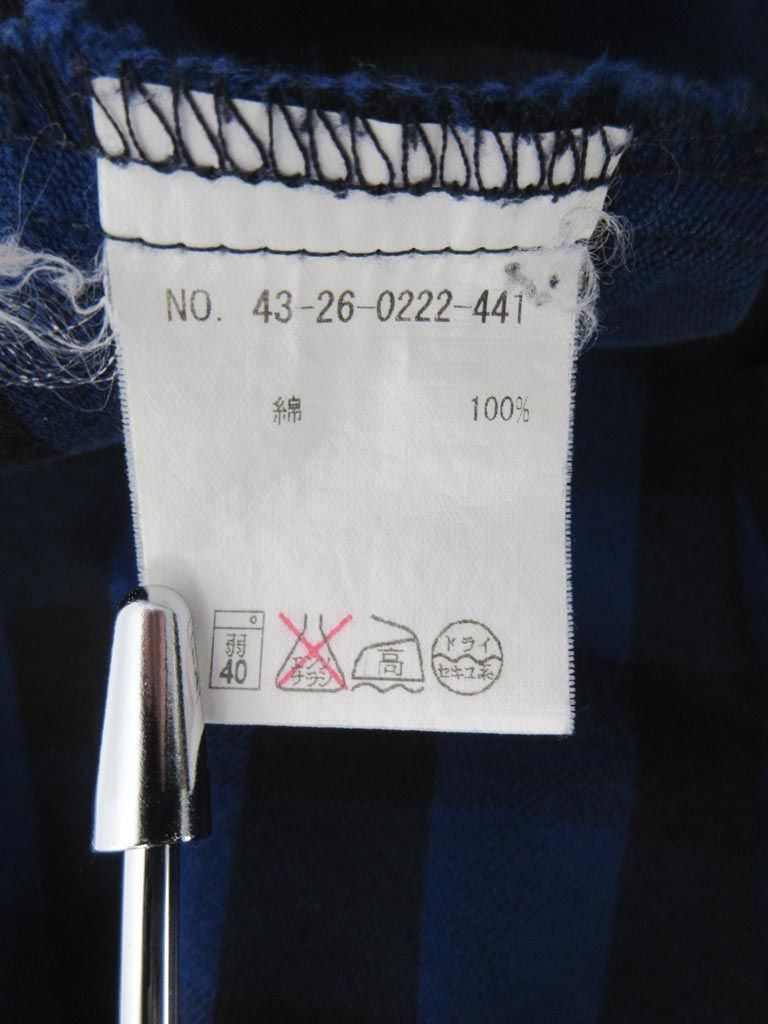 NO. 43-26-0222-441
綿 100%
弱 40
エンソ サラシ
高
ドライ
セキユ系